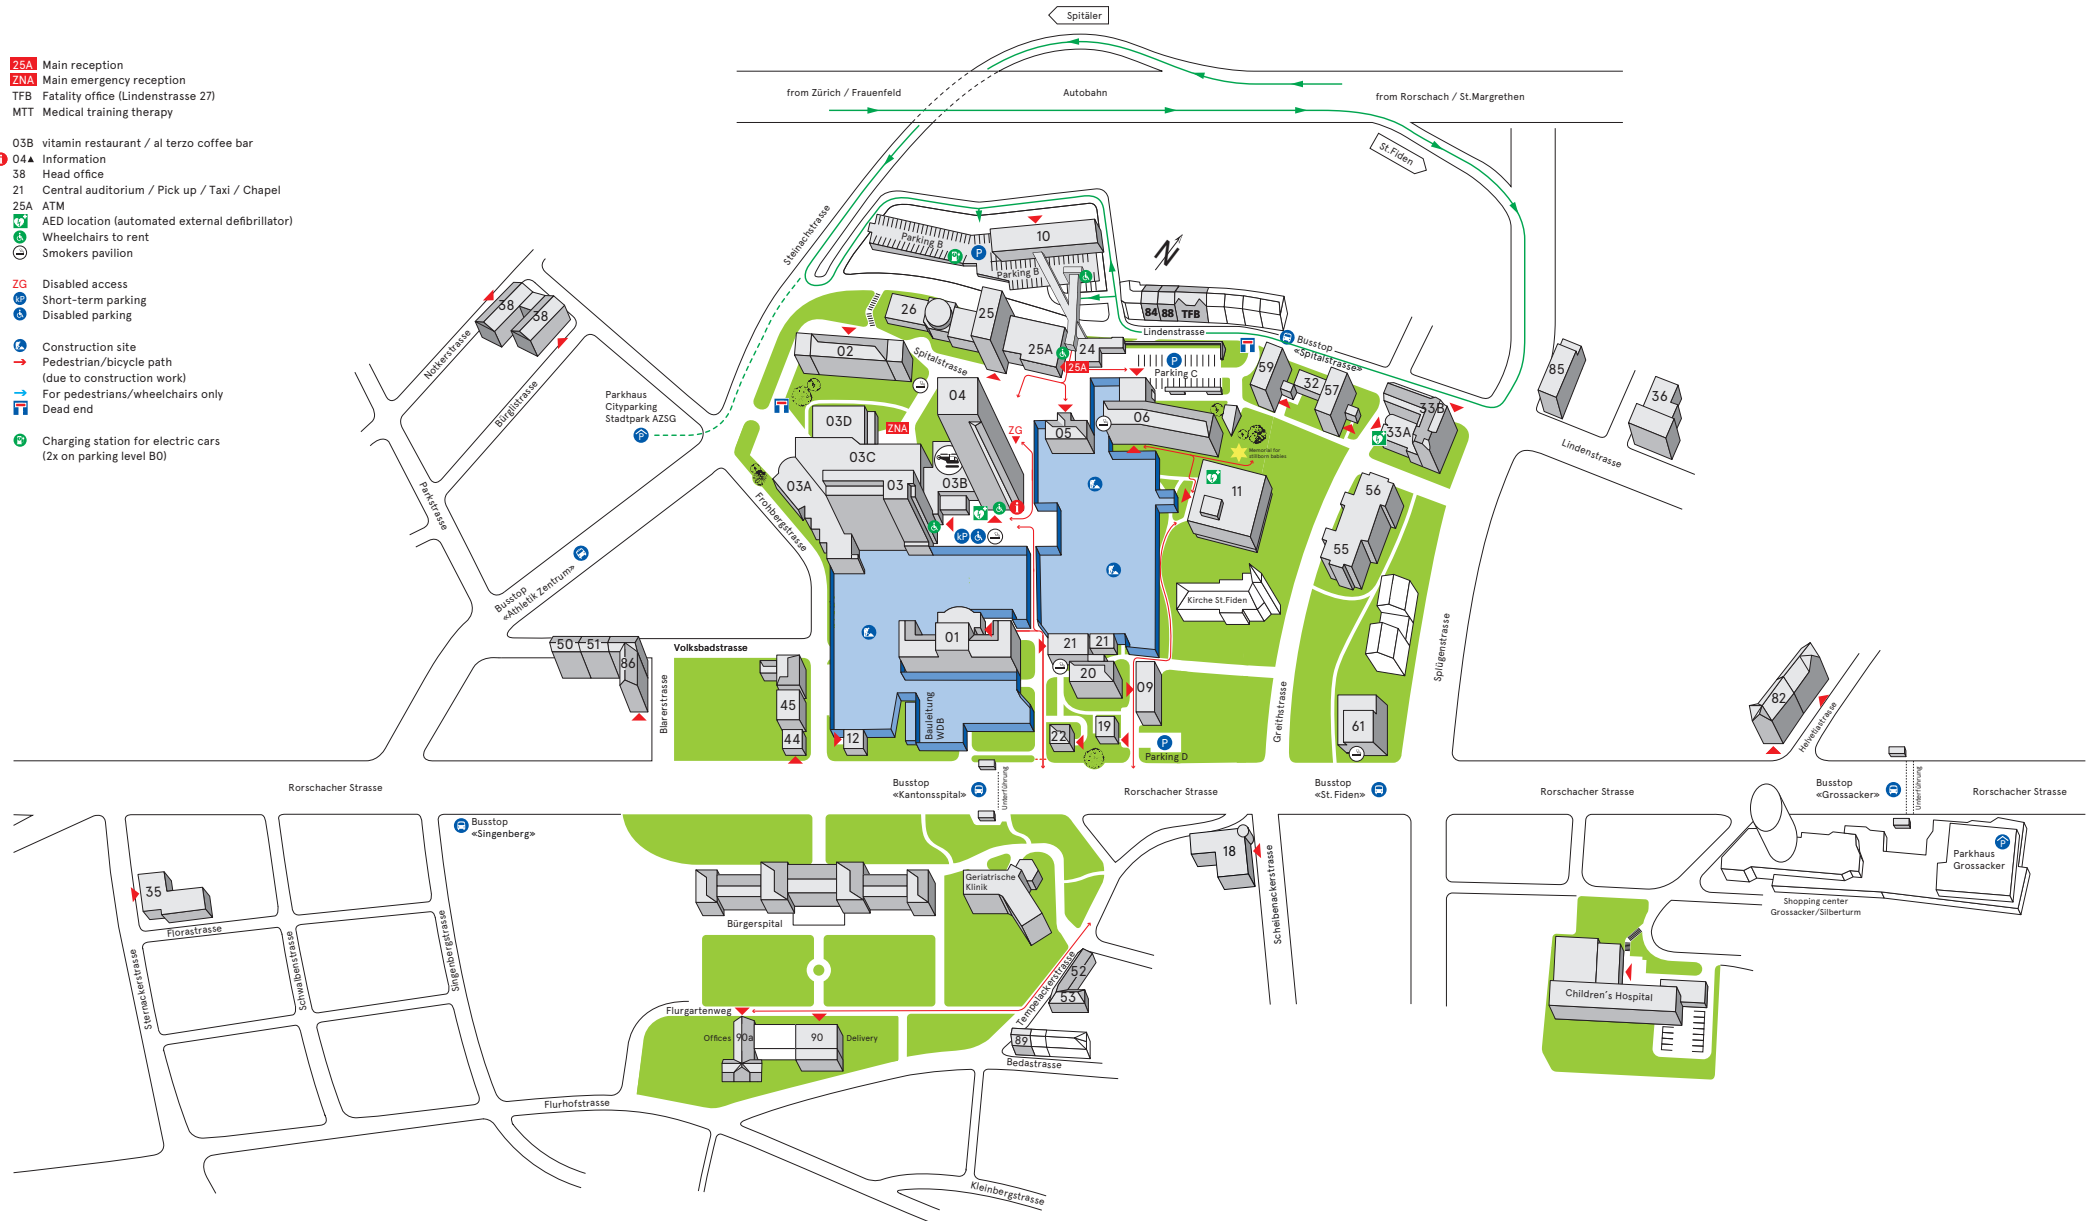 Spitäler
25A Main reception
ZNA Main emergency reception
TFB Fatality office (Lindenstrasse 27)
MTT Medical training therapy
03B vitamin restaurant / al terzo coffee bar
i 04▲ Information
38 Head office
21 Central auditorium / Pick up / Taxi / Chapel
25A ATM
AED location (automated external defibrillator)
Wheelchairs to rent
Smokers pavilion
ZG Disabled access
kP Short-term parking
Disabled parking
Construction site
Pedestrian/bicycle path
(due to construction work)
For pedestrians/wheelchairs only
Dead end
Charging station for electric cars
(2x on parking level B0)
from Zürich / Frauenfeld
Autobahn
from Rorschach / St.Margrethen
St.Fiden
Steinachstrasse
Parking B
P
10
Parking B
N
38
38
Notkerstrasse
Bürglistrasse
Parkstrasse
Parkhaus
Cityparking
Stadtpark AZSG
P
26
25
25A
24
25A
02
Spitalstrasse
84 88 TFB
Lindenstrasse
Busstop
«Spitalstrasse»
P
Parking C
59
32
57
33B
33A
85
36
Lindenstrasse
04
03D
ZNA
03C
03A
03
03B
ZG
05
06
Memorial for
stillborn babies
11
i
kP
56
55
Frohbergstrasse
Busstop
«Athletik Zentrum»
Kirche St.Fiden
01
21
21
20
09
19
22
Bauleitung
WDB
12
50 51
86
Volksbadstrasse
Blarerstrasse
45
44
P
Parking D
Greithstrasse
Splügenstrasse
61
82
Helvetiastrasse
Rorschacher Strasse
Busstop
«Kantonsspital»
Unterführung
Rorschacher Strasse
Busstop
«St. Fiden»
Rorschacher Strasse
Busstop
«Grossacker»
Unterführung
Rorschacher Strasse
Busstop
«Singenberg»
35
Florastrasse
Sternackerstrasse
Schwalbenstrasse
Singenbergstrasse
Bürgerspital
Geriatrische
Klinik
18
Scheibenackerstrasse
P
Parkhaus
Grossacker
Shopping center
Grossacker/Silberturm
Children's Hospital
52
53
Tempelackerstrasse
Flurgartenweg
Offices 90a
90 Delivery
89
Bedastrasse
Flurhofstrasse
Kleinbergstrasse